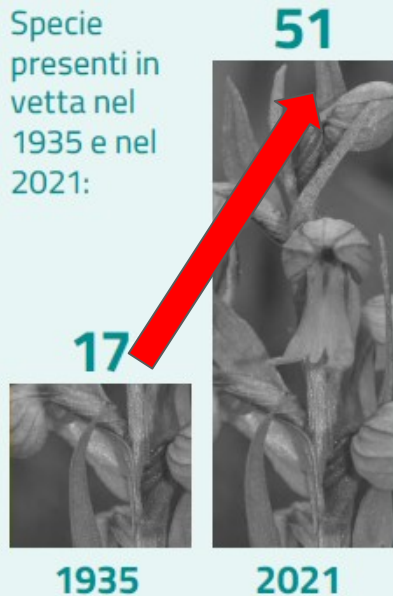 Specie
presenti in
vetta nel
1935 e nel
2021:
51
17
1935
2021